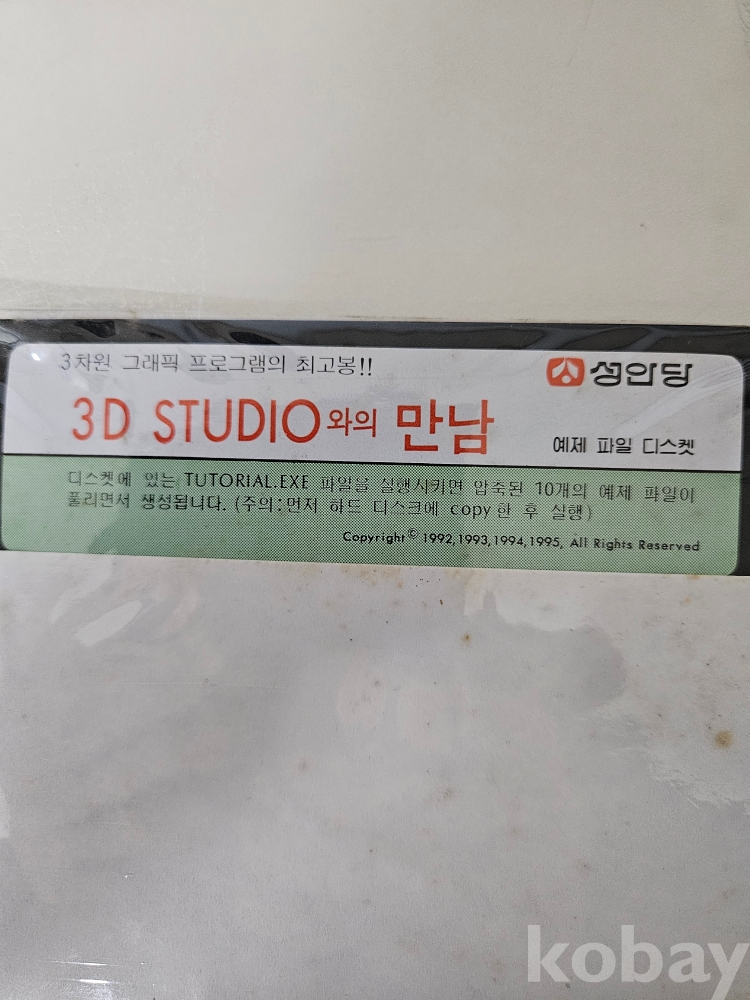 3차원 그래픽 프로그램의 최고봉!!
성안당
3D STUDIO와의 만남
예제 파일 디스켓
디스켓에 있는 TUTORIAL.EXE 파일을 실행시키면 압축된 10개의 예제 파일이
풀리면서 생성됩니다. (주의:먼저 하드 디스크에 copy한 후 실행)
Copyright© 1992,1993,1994,1995, All Rights Reserved
kobay